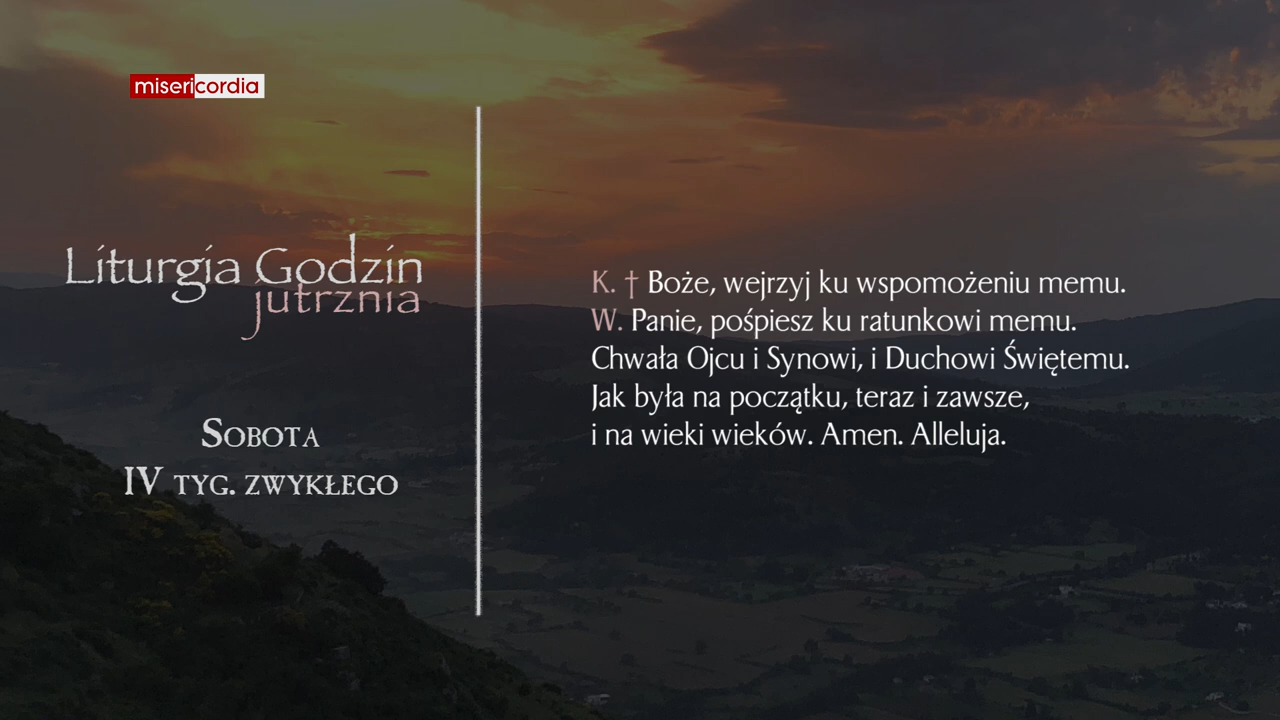 misericordia
Liturgia Godzin
jutrznia
Sobota
IV tyg. zwykłego
K. † Boże, wejrzyj ku wspomożeniu memu.
W. Panie, pośpiesz ku ratunkowi memu.
Chwała Ojcu i Synowi, i Duchowi Świętemu.
Jak była na początku, teraz i zawsze,
i na wieki wieków. Amen. Alleluja.